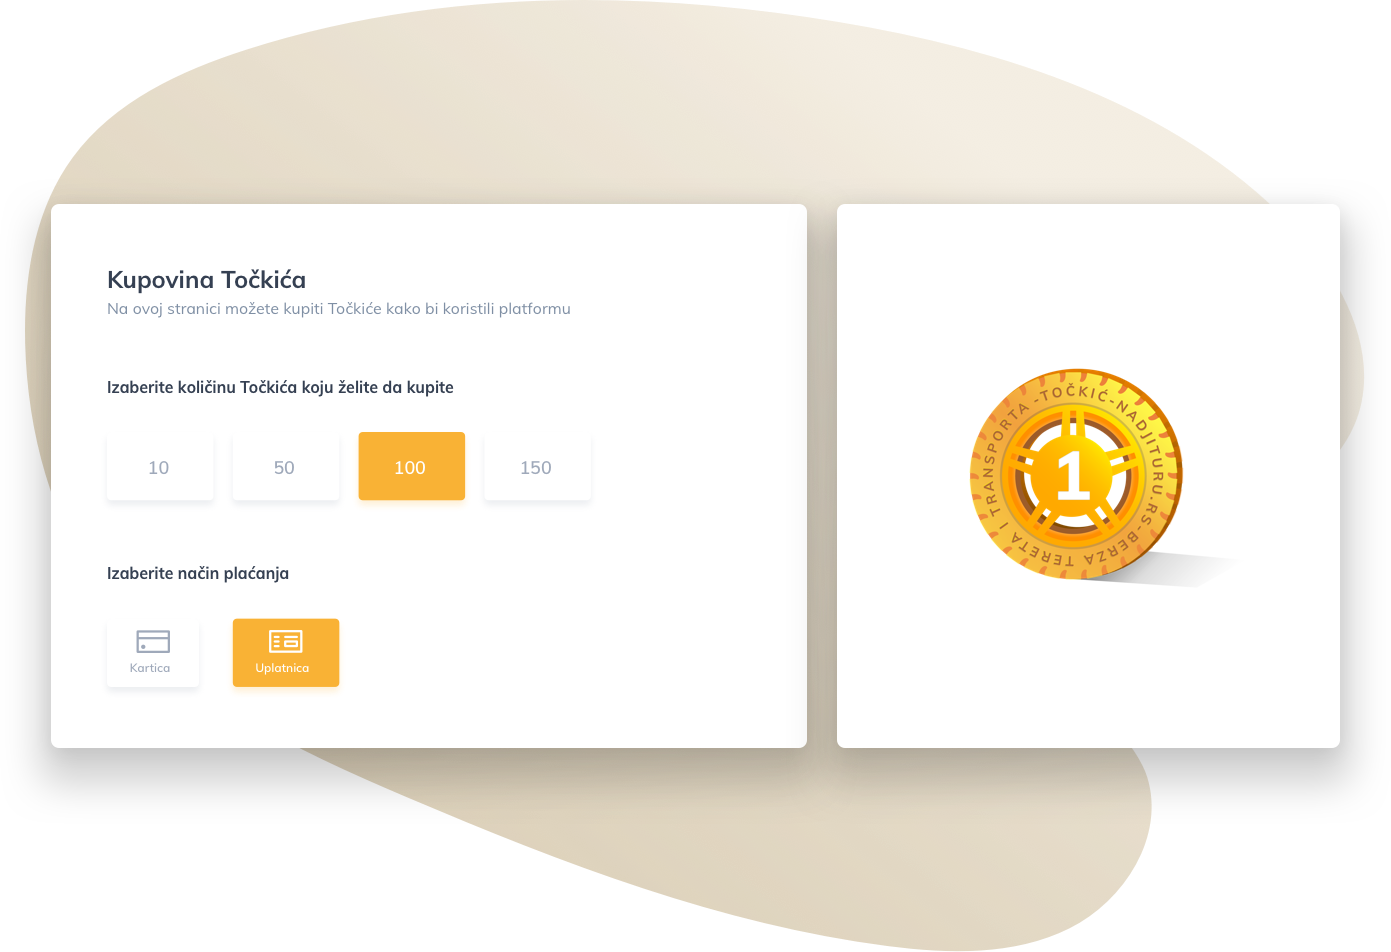 Kupovina Točkića
Na ovoj stranici možete kupiti Točkiće kako bi koristili platformu
Izaberite količinu Točkića koju želite da kupite
10
50
100
150
Izaberite način plaćanja
Kartica
Uplatnica
-TOČKIĆ-NADJITURU.RS-BERZA TERETA I TRANSPORTA
1